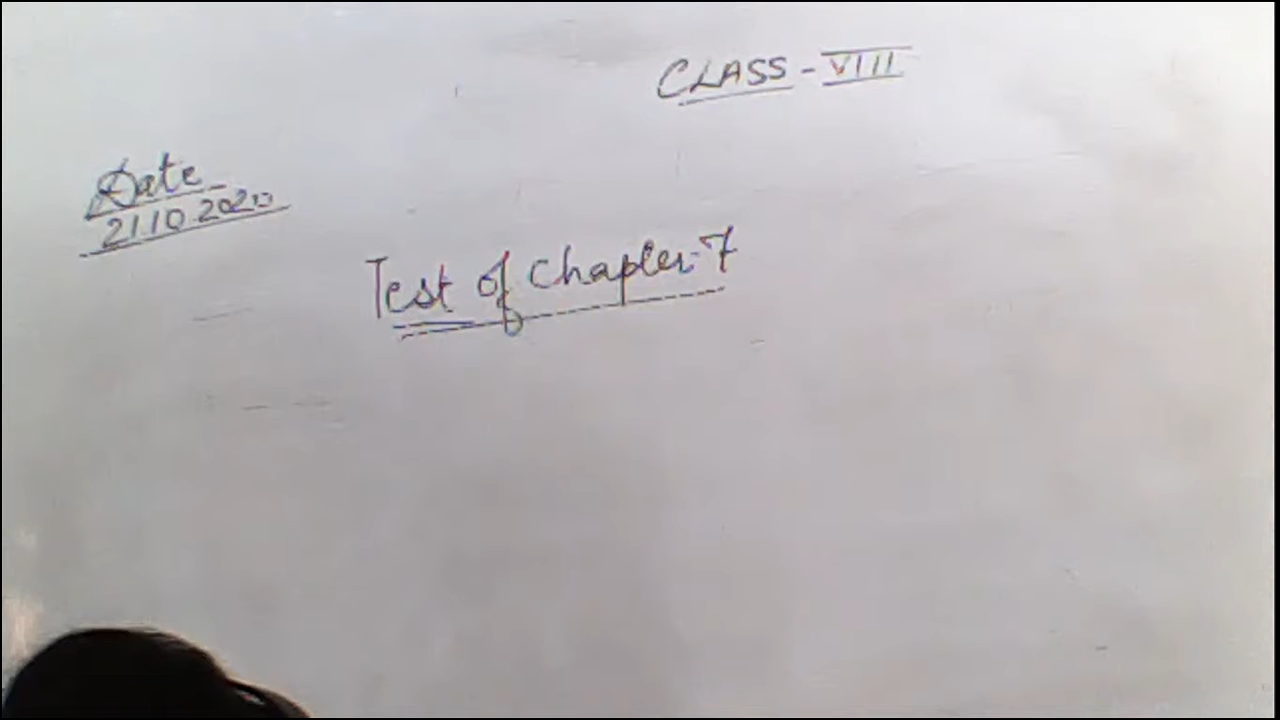 CLASS - VIII
Date
21.10.2020
Test of Chapter-7